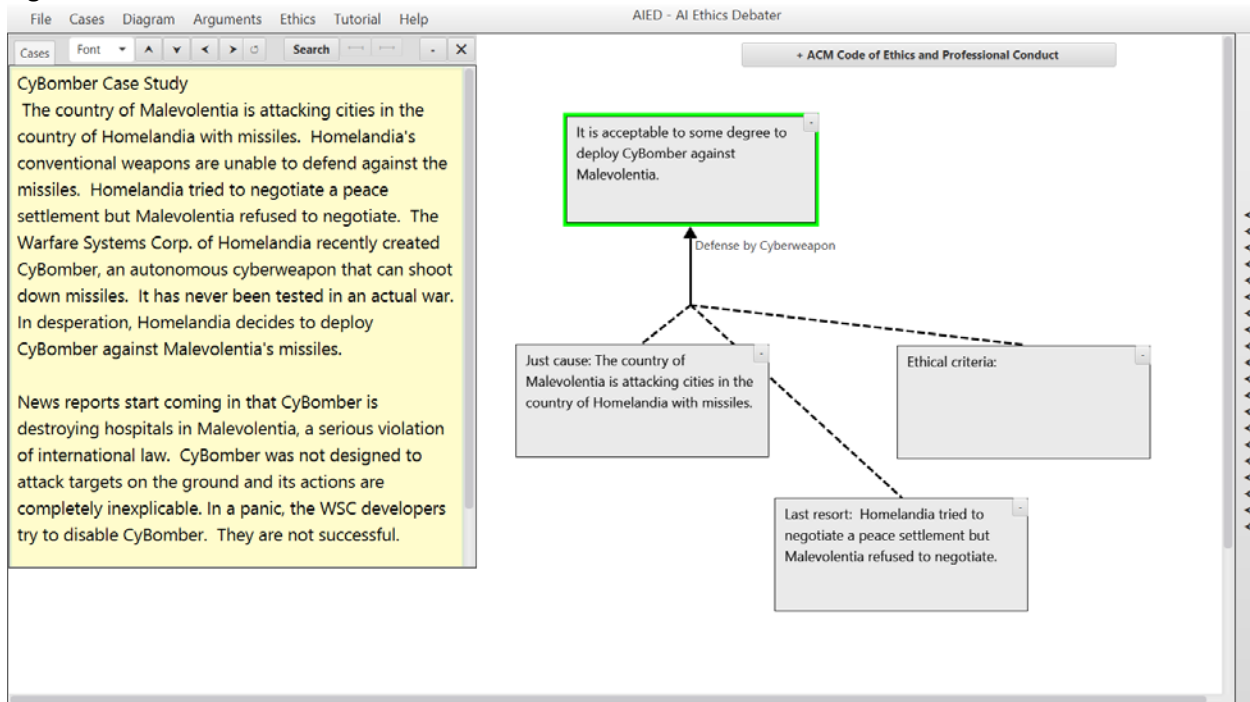 File Cases Diagram Arguments Ethics Tutorial Help
AIED - AI Ethics Debater
Cases
Font
Search
CyBomber Case Study
The country of Malevolentia is attacking cities in the
country of Homelandia with missiles. Homelandia's
conventional weapons are unable to defend against the
missiles. Homelandia tried to negotiate a peace
settlement but Malevolentia refused to negotiate. The
Warfare Systems Corp. of Homelandia recently created
CyBomber, an autonomous cyberweapon that can shoot
down missiles. It has never been tested in an actual war.
In desperation, Homelandia decides to deploy
CyBomber against Malevolentia's missiles.
News reports start coming in that CyBomber is
destroying hospitals in Malevolentia, a serious violation
of international law. CyBomber was not designed to
attack targets on the ground and its actions are
completely inexplicable. In a panic, the WSC developers
try to disable CyBomber. They are not successful.
+ ACM Code of Ethics and Professional Conduct
It is acceptable to some degree to
deploy CyBomber against
Malevolentia.
Defense by Cyberweapon
Just cause: The country of
Malevolentia is attacking cities in the
country of Homelandia with missiles.
Ethical criteria:
Last resort: Homelandia tried to
negotiate a peace settlement but
Malevolentia refused to negotiate.